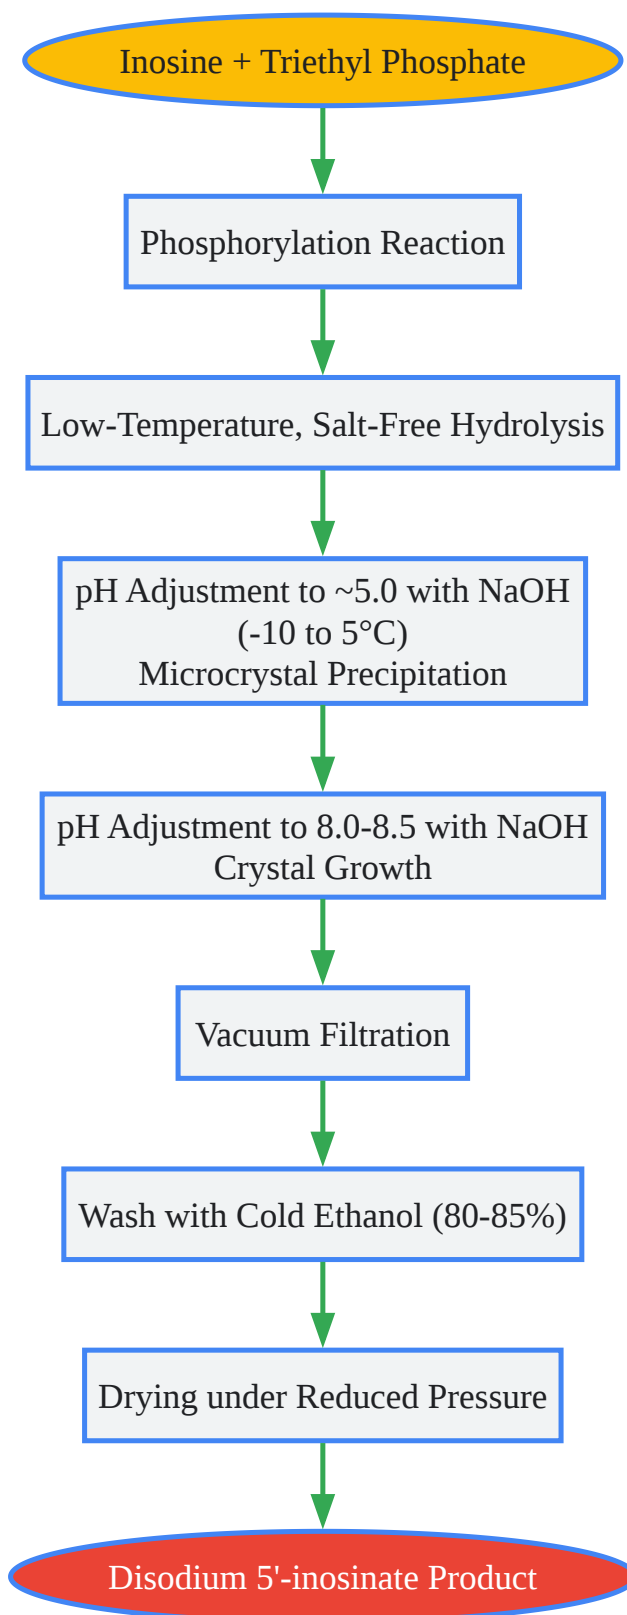 Inosine + Triethyl Phosphate
Phosphorylation Reaction
Low-Temperature, Salt-Free Hydrolysis
pH Adjustment to ~5.0 with NaOH
(-10 to 5°C)
Microcrystal Precipitation
pH Adjustment to 8.0-8.5 with NaOH
Crystal Growth
Vacuum Filtration
Wash with Cold Ethanol (80-85%)
Drying under Reduced Pressure
Disodium 5'-inosinate Product